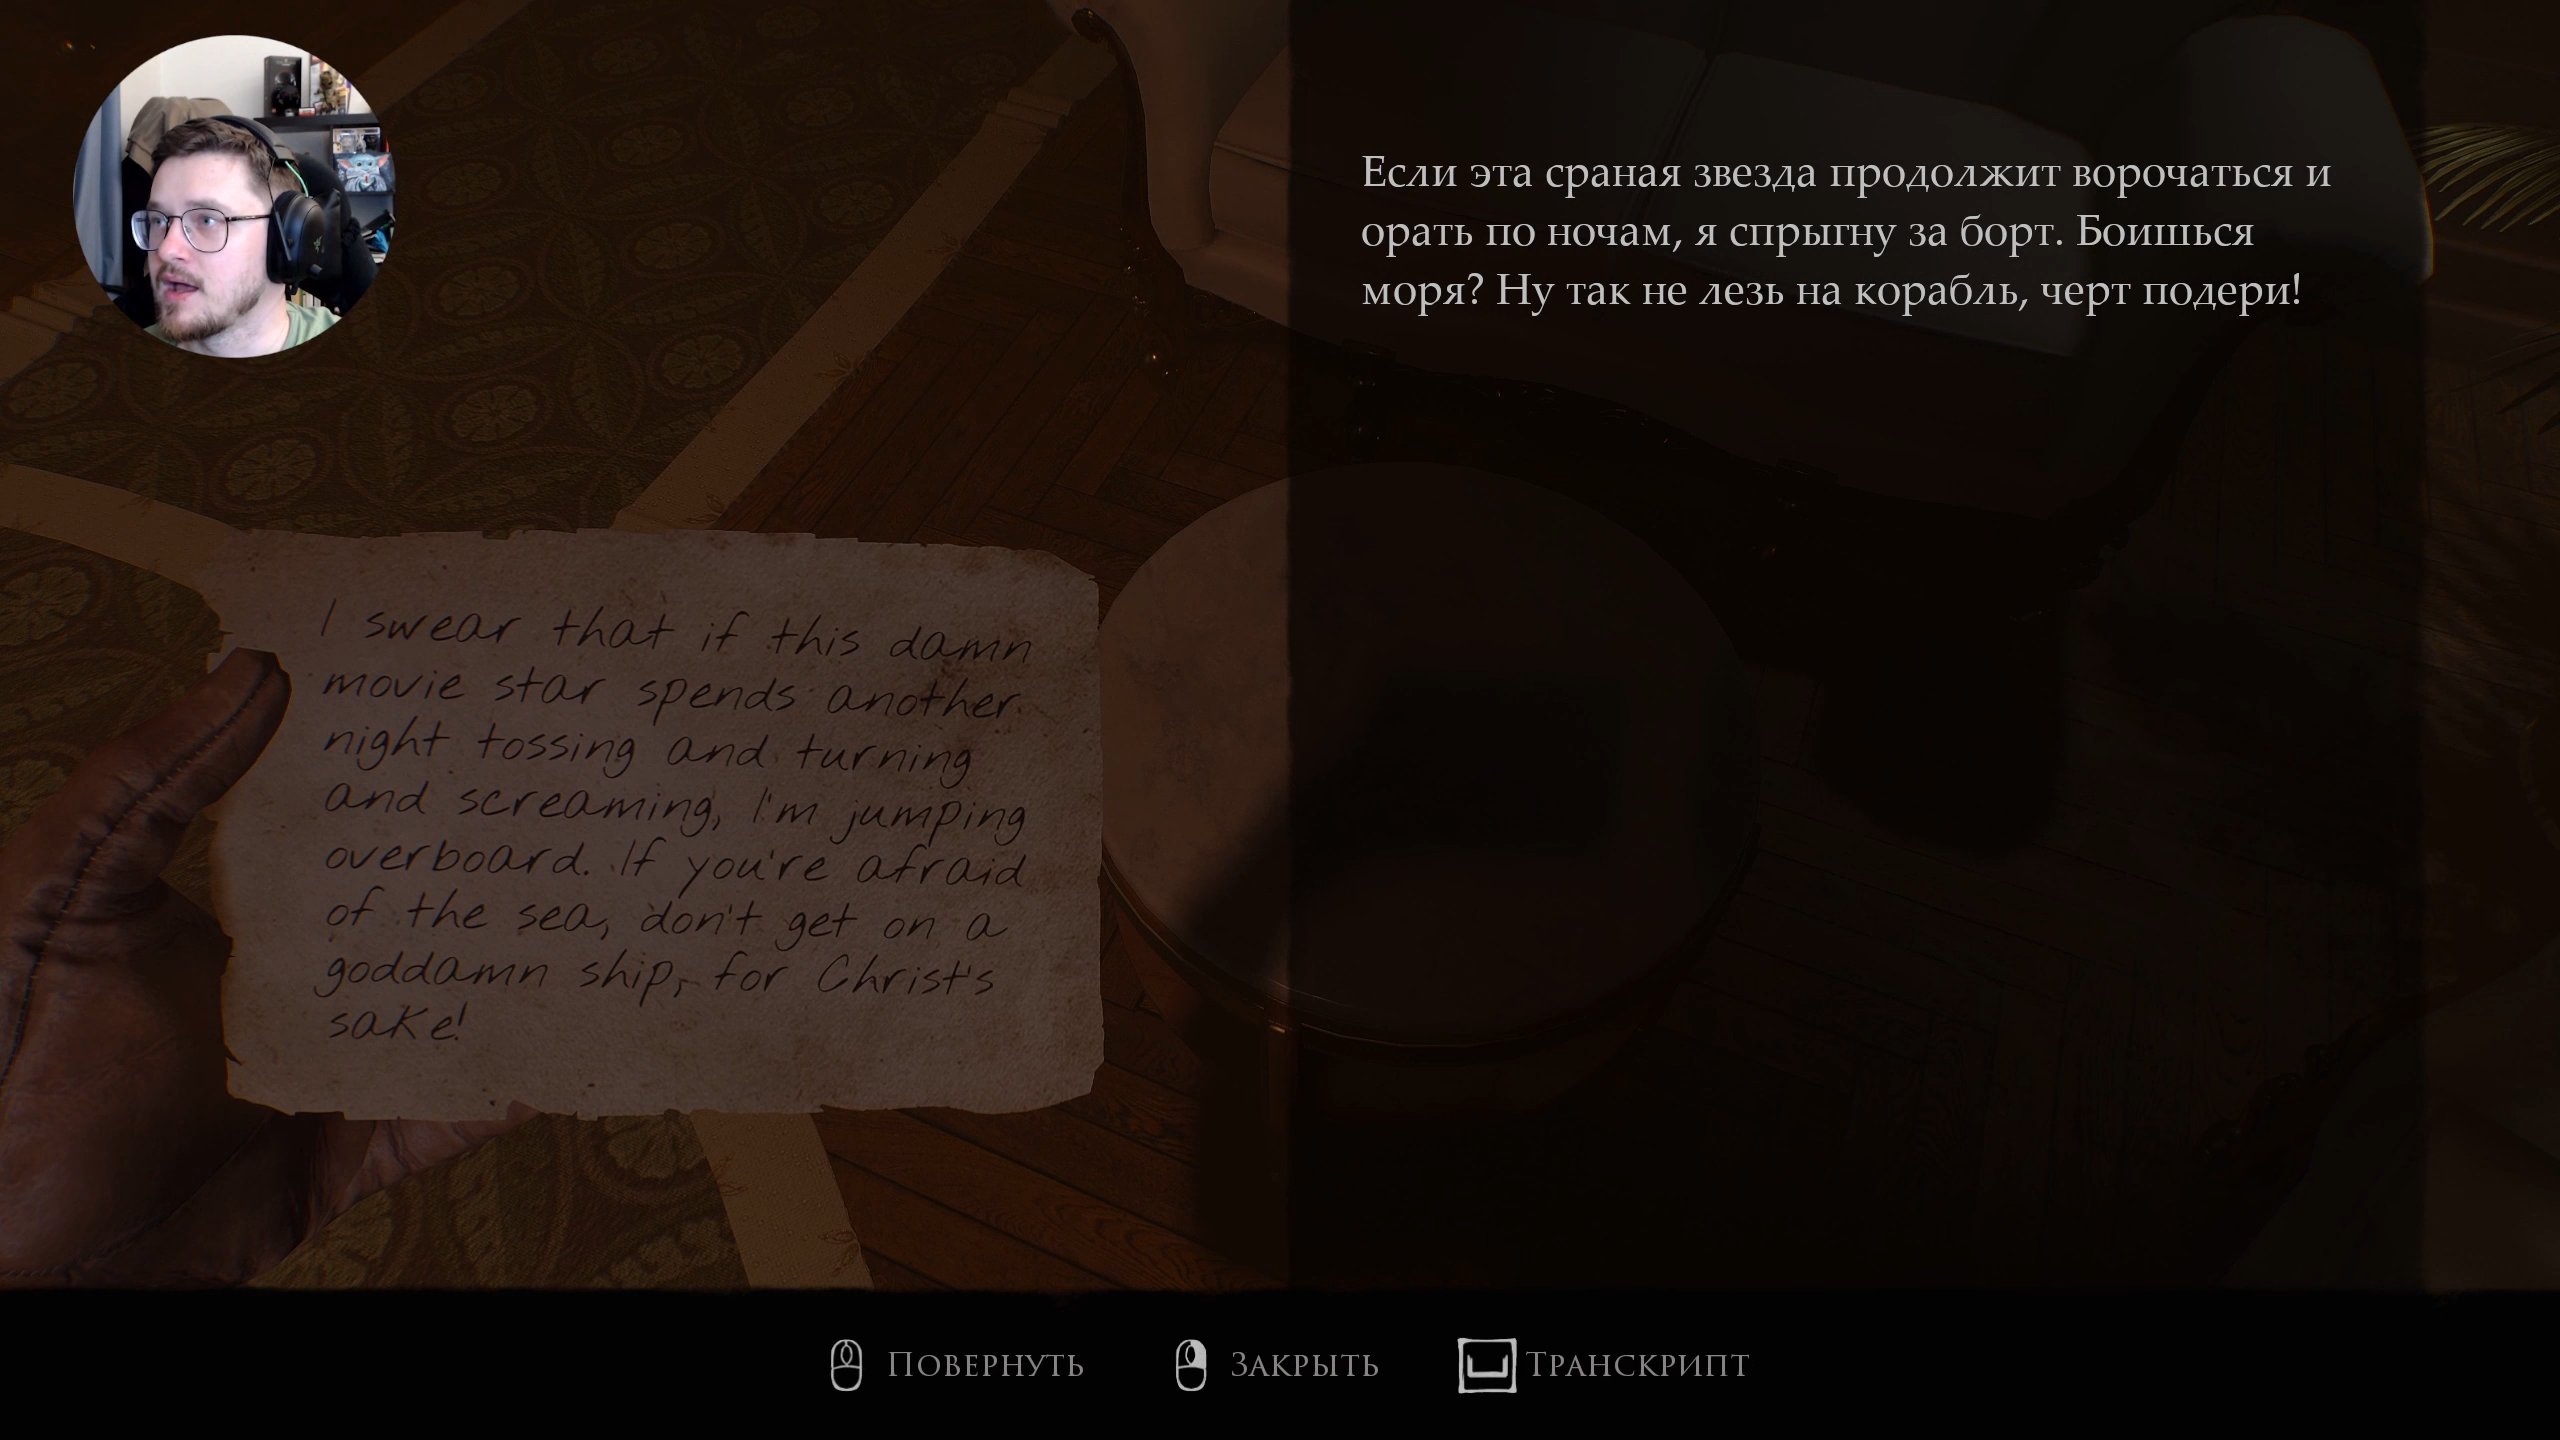 Если эта сраная звезда продолжит ворочаться и
орать по ночам, я спрыгну за борт. Боишься
моря? Ну так не лезь на корабль, черт подери!
I swear that if this damn
movie star spends another
night tossing and turning
and screaming, I'm jumping
overboard. If you're afraid
of the sea, don't get on a
goddamn ship, for Christ's
sake!
Повернуть
Закрыть
Транскрипт